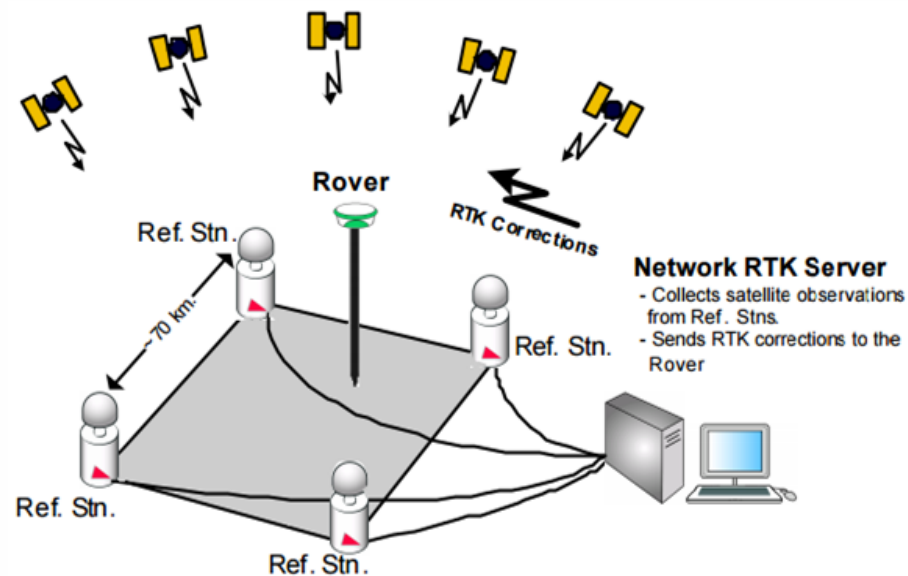 Rover
RTK Corrections
Ref. Stn.
~70 km.
Network RTK Server
- Collects satellite observations
from Ref. Stns.
- Sends RTK corrections to the
Rover
Ref. Stn.
Ref. Stn.
Ref. Stn.